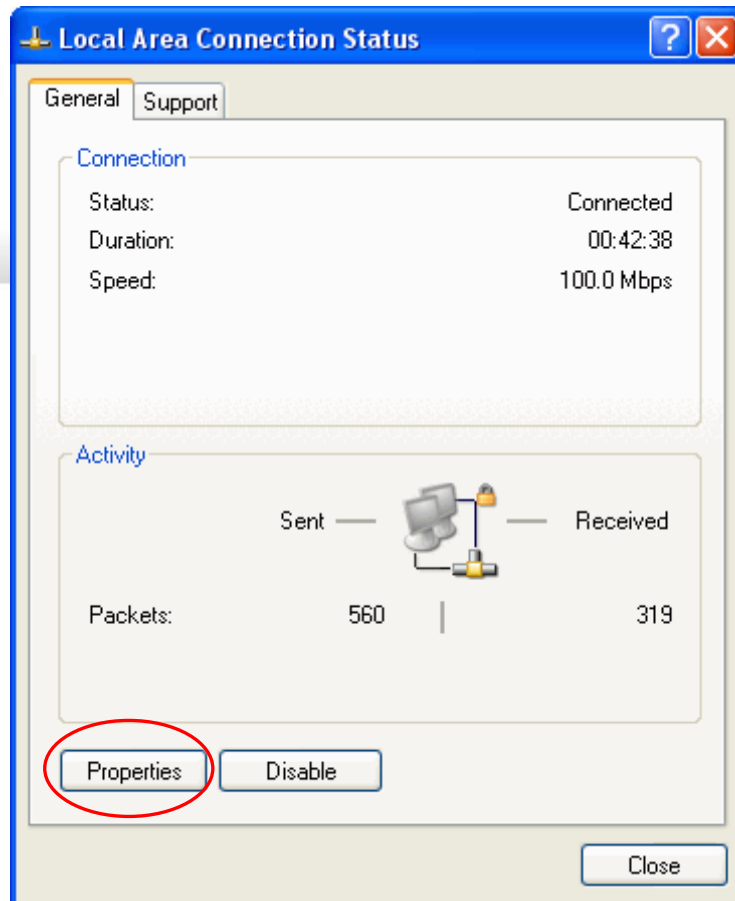 Local Area Connection Status
?
General Support
Connection
Status: Connected
Duration: 00:42:38
Speed: 100.0 Mbps
Activity
Sent Received
Packets: 560 319
Properties Disable
Close